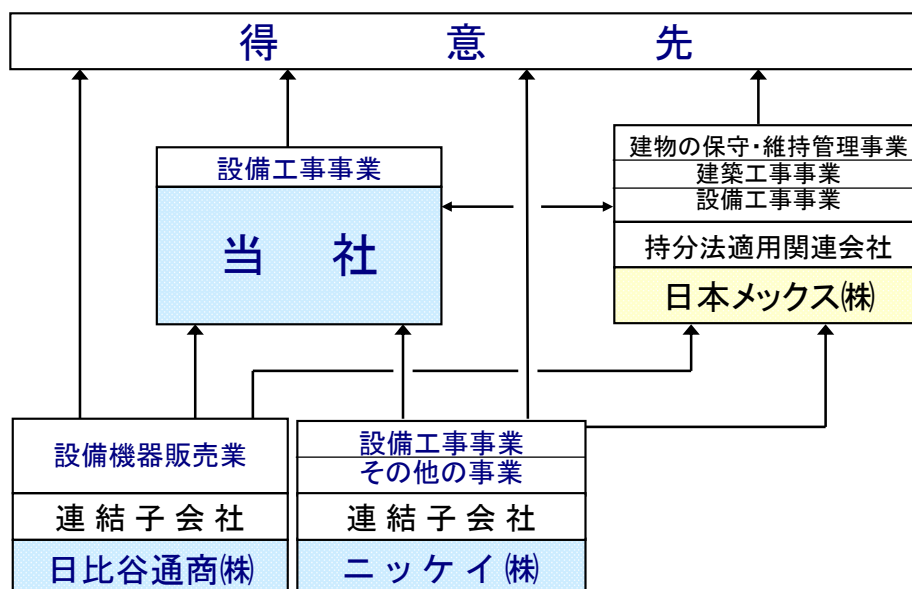 得意先
設備工事事業
当社
建物の保守・維持管理事業
建築工事事業
設備工事事業
持分法適用関連会社
日本メックス㈱
設備機器販売業
連結子会社
日比谷通商㈱
設備工事事業
その他の事業
連結子会社
ニッケイ㈱